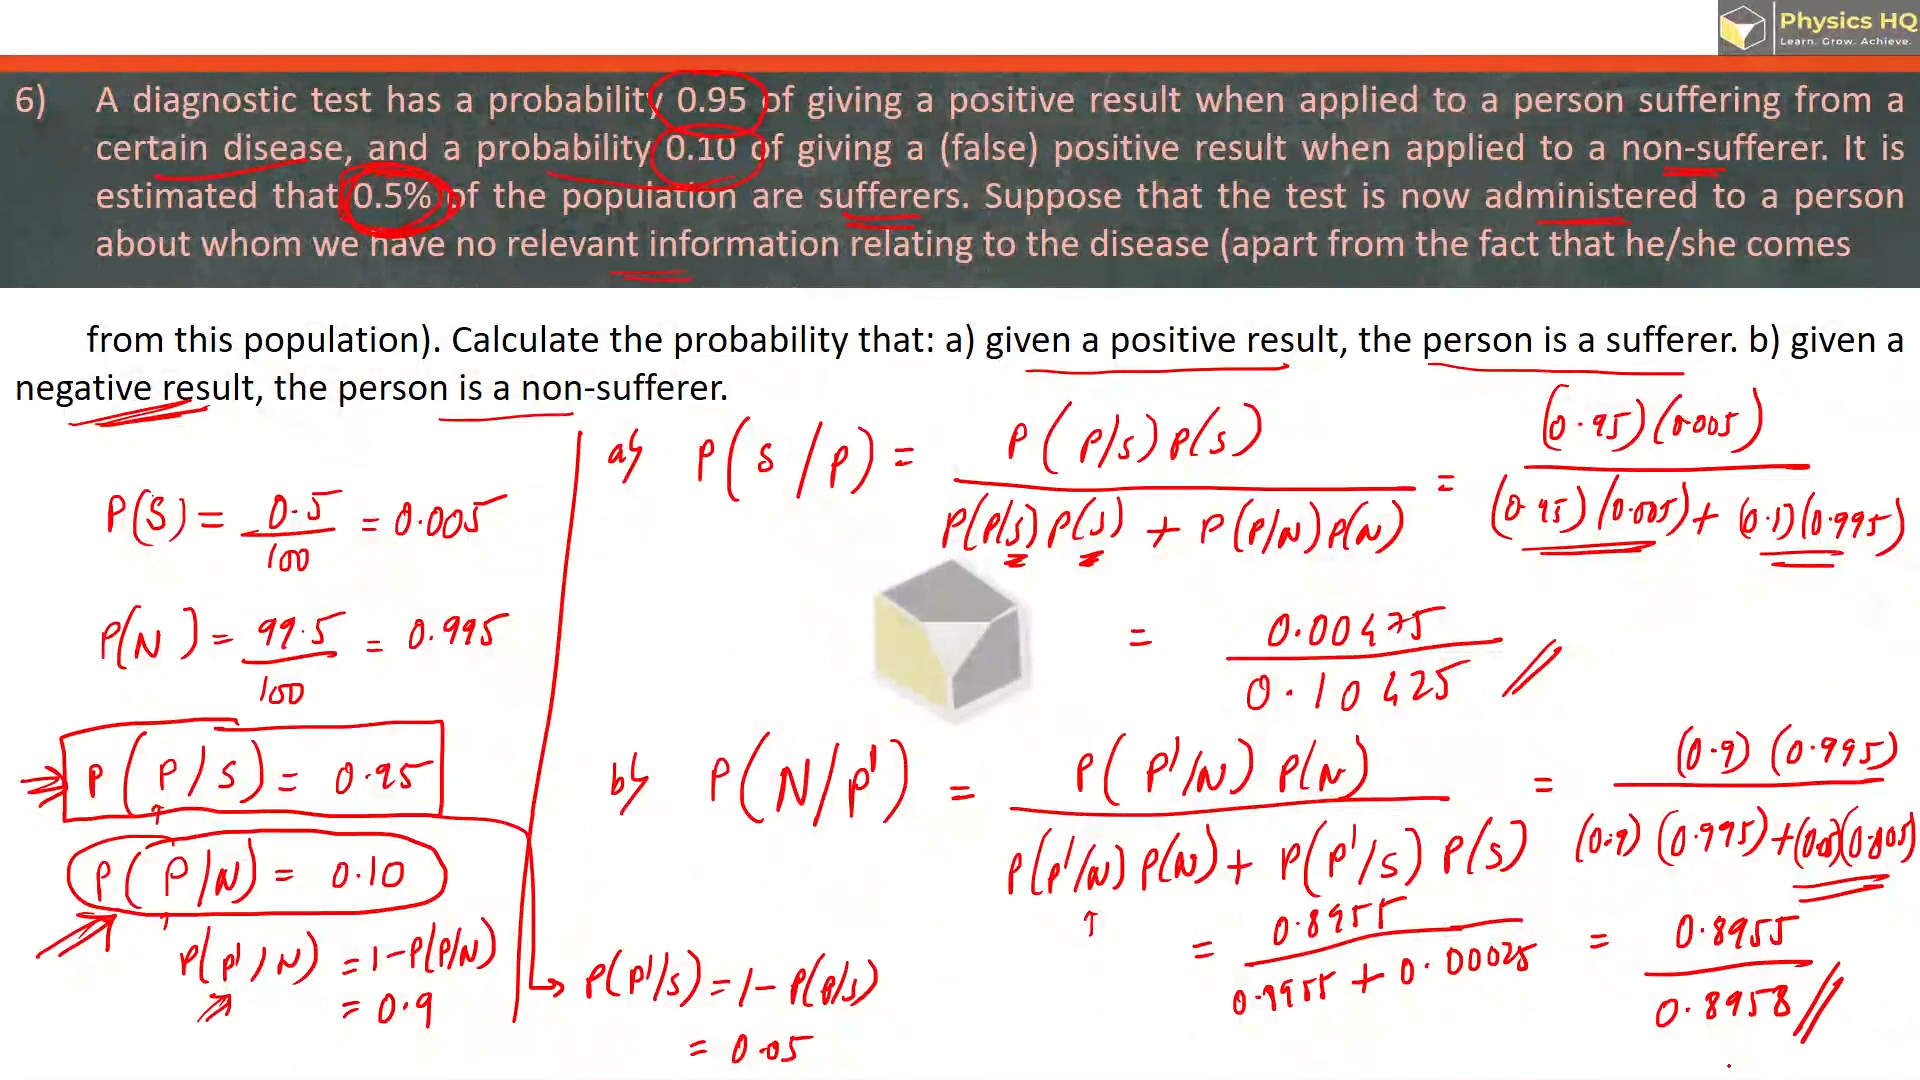 Physics HQ
Learn. Grow. Achieve.
6) A diagnostic test has a probability 0.95 of giving a positive result when applied to a person suffering from a
certain disease, and a probability 0.10 of giving a (false) positive result when applied to a non-sufferer. It is
estimated that 0.5% of the population are sufferers. Suppose that the test is now administered to a person
about whom we have no relevant information relating to the disease (apart from the fact that he/she comes
from this population). Calculate the probability that: a) given a positive result, the person is a sufferer. b) given a
negative result, the person is a non-sufferer.
P(S) = 0.5/100 = 0.005
P(N) = 99.5/100 = 0.995
P(P/S) = 0.95
P(P/N) = 0.10
P(P'/N) = 1-P(P/N)
= 0.9
P(P'/S) = 1-P(P/S)
= 0.05
a) P(S/P) = P(P/S)P(S) / P(P/S)P(S) + P(P/N)P(N) = (0.95)(0.005) / (0.95)(0.005) + (0.1)(0.995)
= 0.00475 / 0.10425
b) P(N/P') = P(P'/N) P(N) / P(P'/N) P(N) + P(P'/S) P(S) = (0.9)(0.995) / (0.9)(0.995) + (0.005)
= 0.8955 / + 0.00025 = 0.8955 / 0.8958